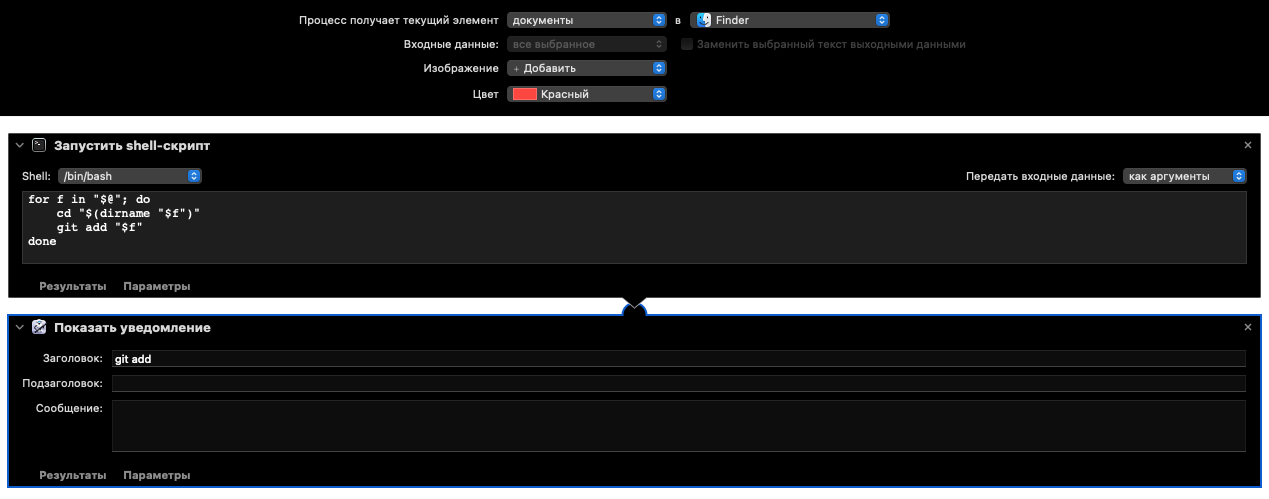 Процесс получает текущий элемент документы в Finder
Входные данные: все выбранное Заменить выбранный текст выходными данными
Изображение + Добавить
Цвет Красный
Запустить shell-скрипт
Shell: /bin/bash Передать входные данные: как аргументы
for f in "$@"; do
    cd "$(dirname "$f")"
    git add "$f"
done
Результаты Параметры
Показать уведомление
Заголовок: git add
Подзаголовок:
Сообщение:
Результаты Параметры